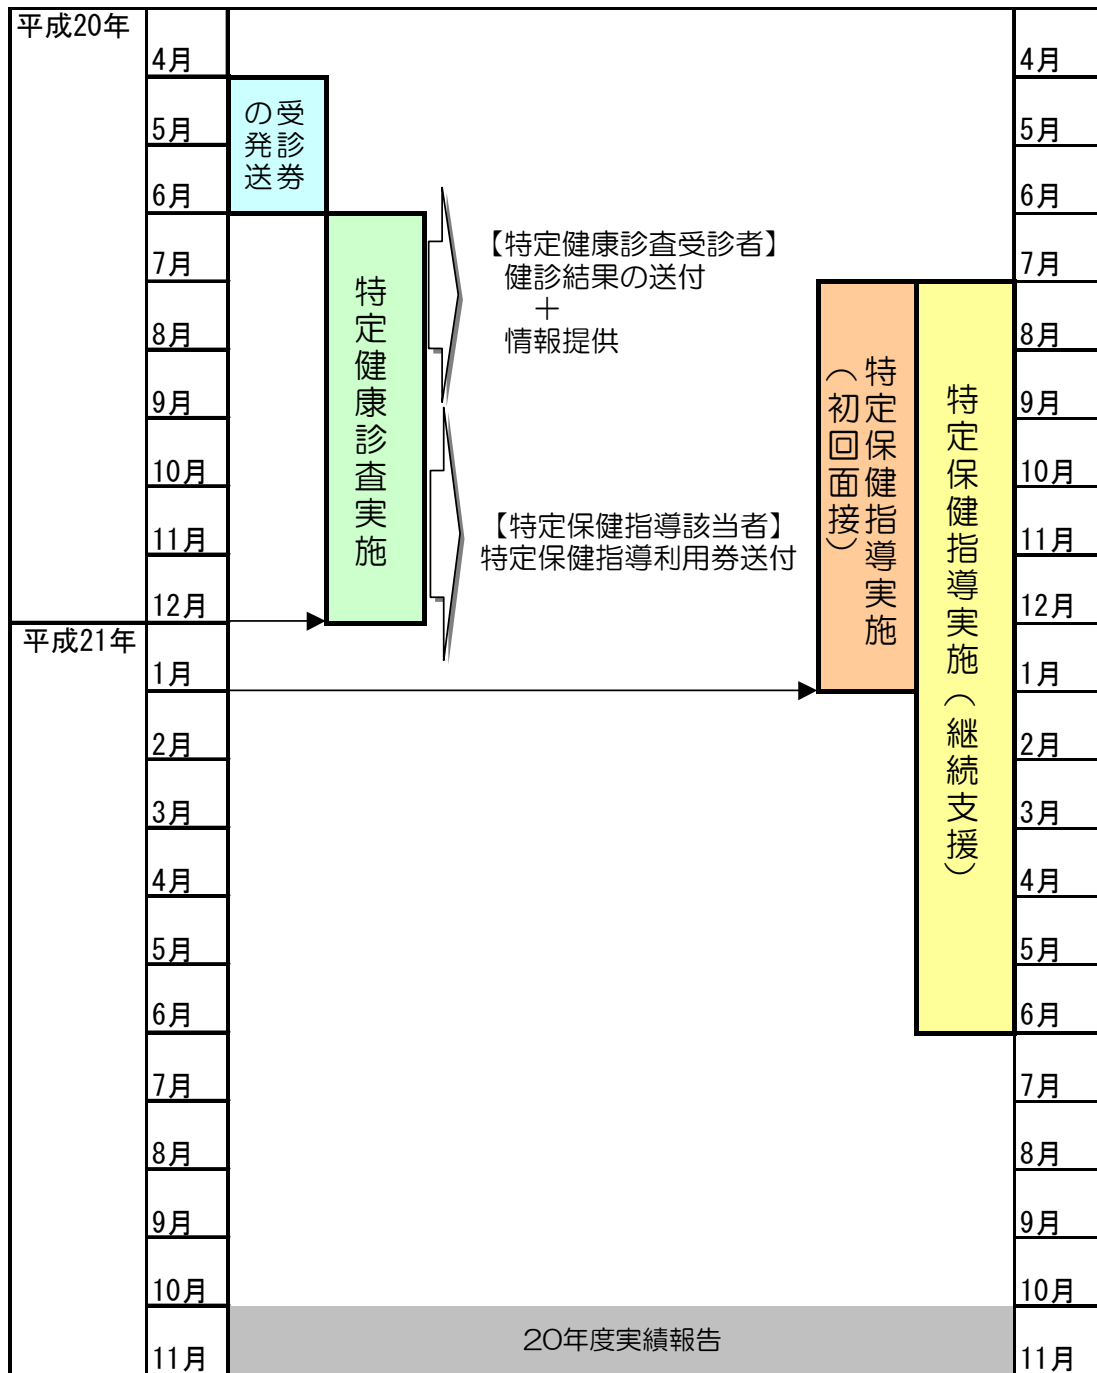 平成20年
4月
5月
6月
7月
8月
9月
10月
11月
12月
平成21年
1月
2月
3月
4月
5月
6月
7月
8月
9月
10月
11月
受診券
の発送
特定健康診査実施
【特定健康診査受診者】
健診結果の送付
＋
情報提供
【特定保健指導該当者】
特定保健指導利用券送付
特定保健指導実施
（初回面接）
特定保健指導実施（継続支援）
20年度実績報告
4月
5月
6月
7月
8月
9月
10月
11月
12月
1月
2月
3月
4月
5月
6月
7月
8月
9月
10月
11月